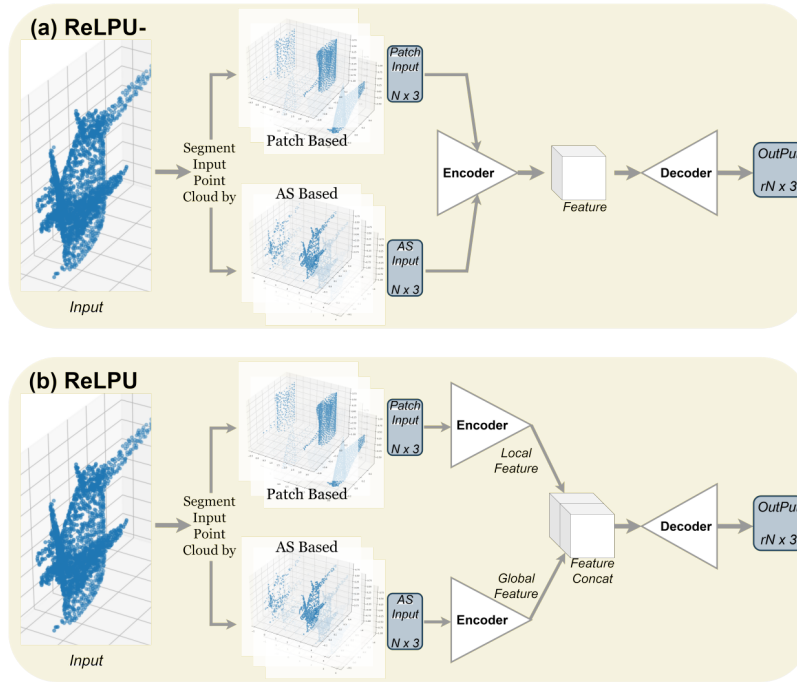 (a) ReLPU-
Input
Segment
Input
Point
Cloud by
Patch Based
AS Based
Patch
Input
N x 3
AS
Input
N x 3
Encoder
Feature
Decoder
OutPut
rN x 3
(b) ReLPU
Input
Segment
Input
Point
Cloud by
Patch Based
AS Based
Patch
Input
N x 3
AS
Input
N x 3
Encoder
Local
Feature
Encoder
Global
Feature
Feature
Concat
Decoder
OutPut
rN x 3